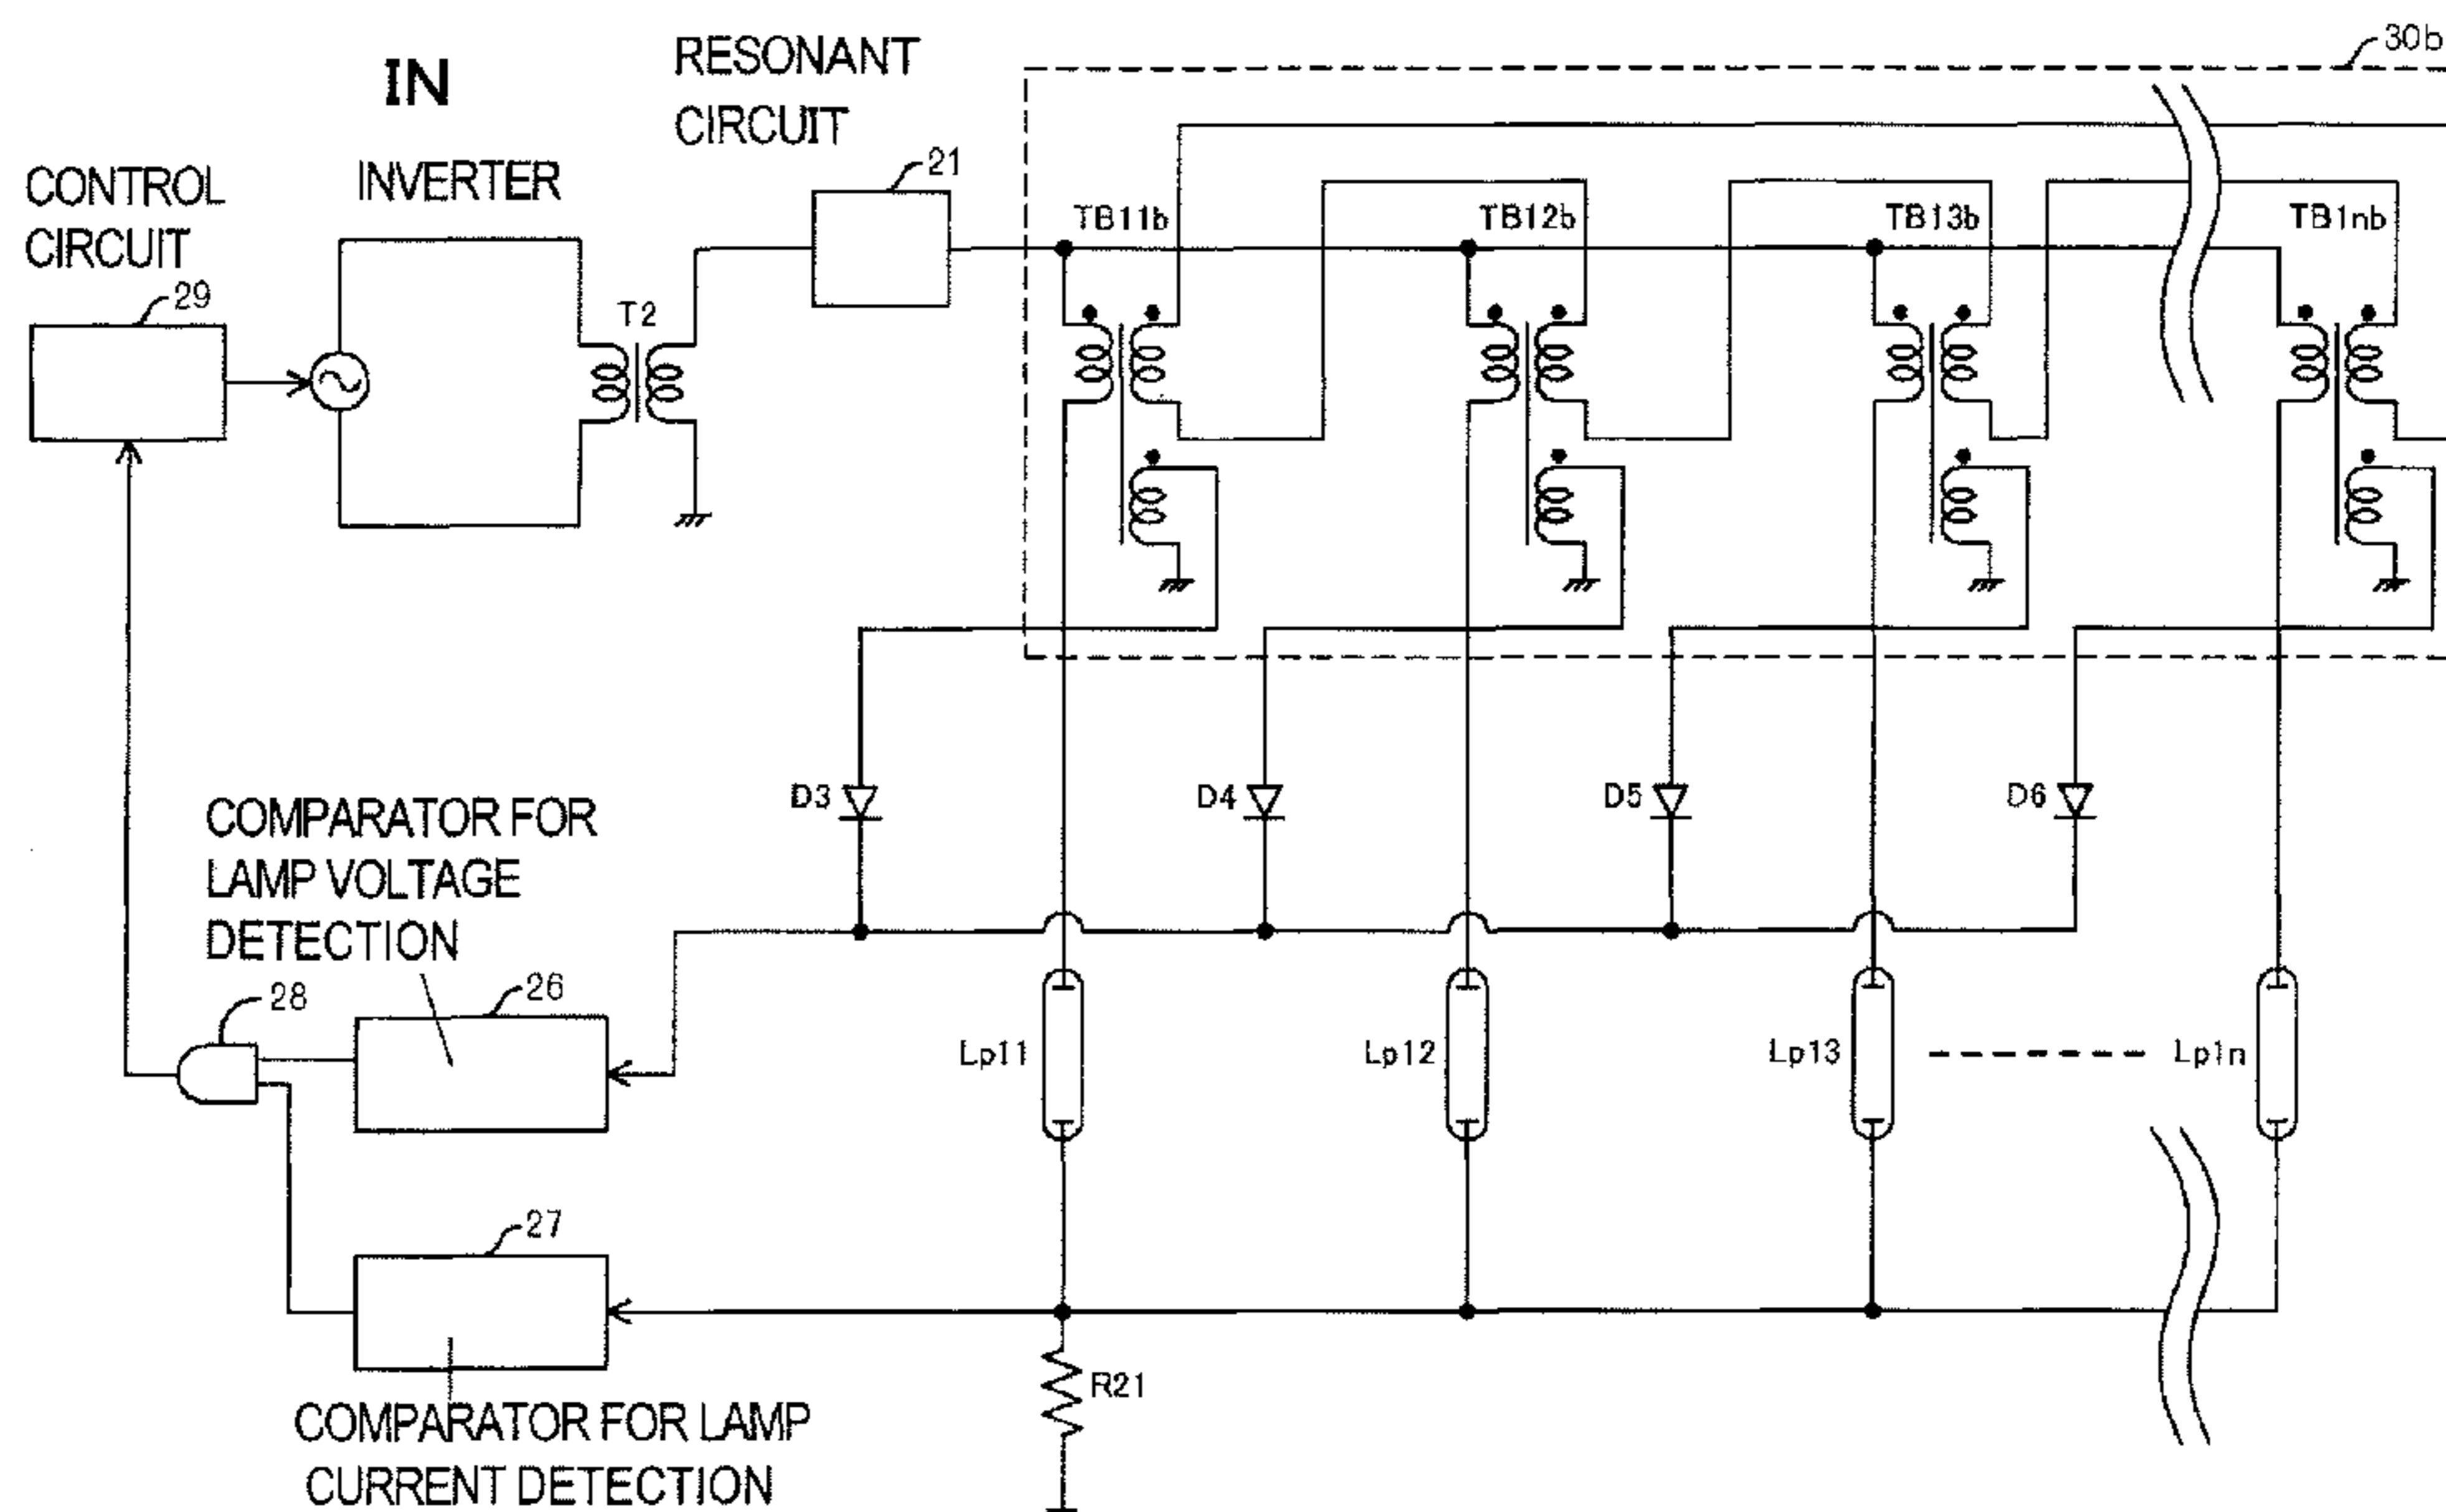 IN
RESONANT
CIRCUIT
30b
CONTROL
CIRCUIT
INVERTER
21
TB11b
TB12b
TB13b
TB1nb
29
T2
D3
D4
D5
D6
COMPARATOR FOR
LAMP VOLTAGE
DETECTION
28
26
Lp11
Lp12
Lp13
Lp1n
27
R21
COMPARATOR FOR LAMP
CURRENT DETECTION